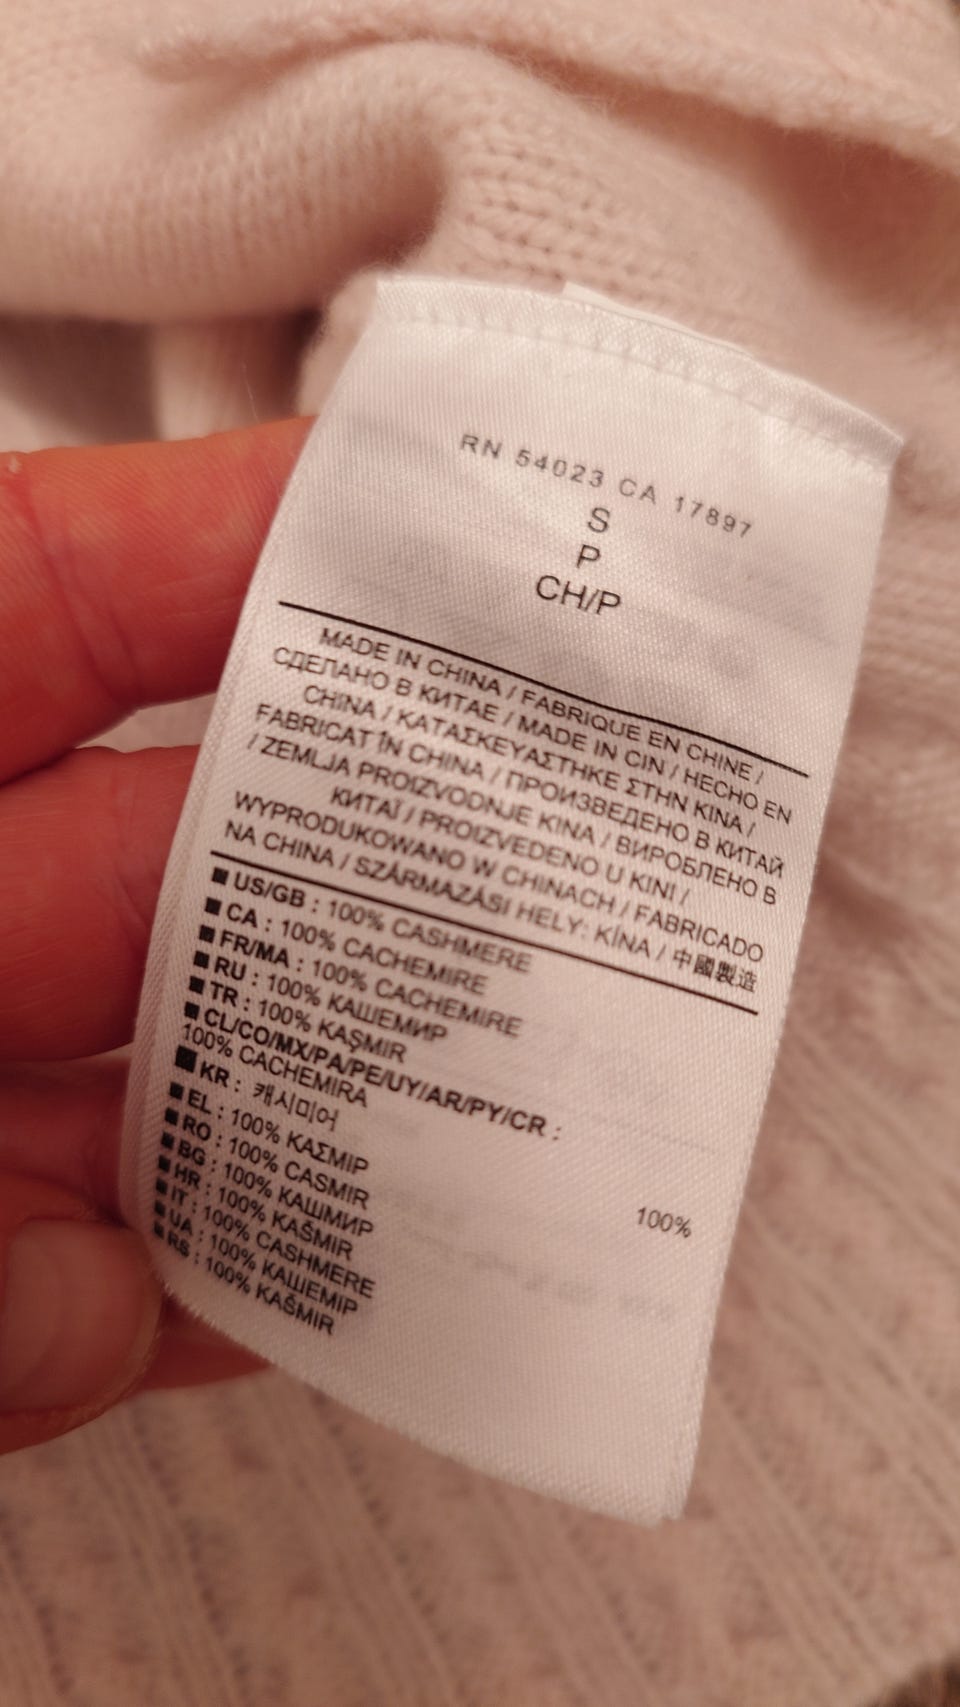 RN 54023 CA 17897
S
P
CH/P
MADE IN CHINA / FABRIQUE EN CHINE /
СДЕЛАНО В КИТАЕ / MADE IN CIN / HECHO EN
CHINA / ΚΑΤΑΣΚΕΥΑΣΤΗΚΕ ΣΤΗΝ ΚΙΝΑ /
FABRICAT ÎN CHINA / ПРОИЗВЕДЕНО В КИТАЙ
/ ZEMLJA PROIZVODNJE KINA / ВИРОБЛЕНО В
КИТАЇ / PROIZVEDENO U KINI /
WYPRODUKOWANO W CHINACH / FABRICADO
NA CHINA / SZÁRMAZÁSI HELY: KÍNA / 中國製造
■ US/GB : 100% CASHMERE
■ CA : 100% CACHEMIRE
■ FR/MA : 100% CACHEMIRE
■ RU : 100% КАШЕМИР
■ TR : 100% KAŞMIR
■ CL/CO/MX/PA/PE/UY/AR/PY/CR :
100% CACHEMIRA
■ KR : 캐시미어 100%
■ EL : 100% ΚΑΣΜΙΡ
■ RO : 100% CASMIR
■ BG : 100% КАШМИР
■ HR : 100% KAŠMIR
■ IT : 100% CASHMERE
■ UA : 100% КАШЕМІР
■ RS : 100% KAŠMIR